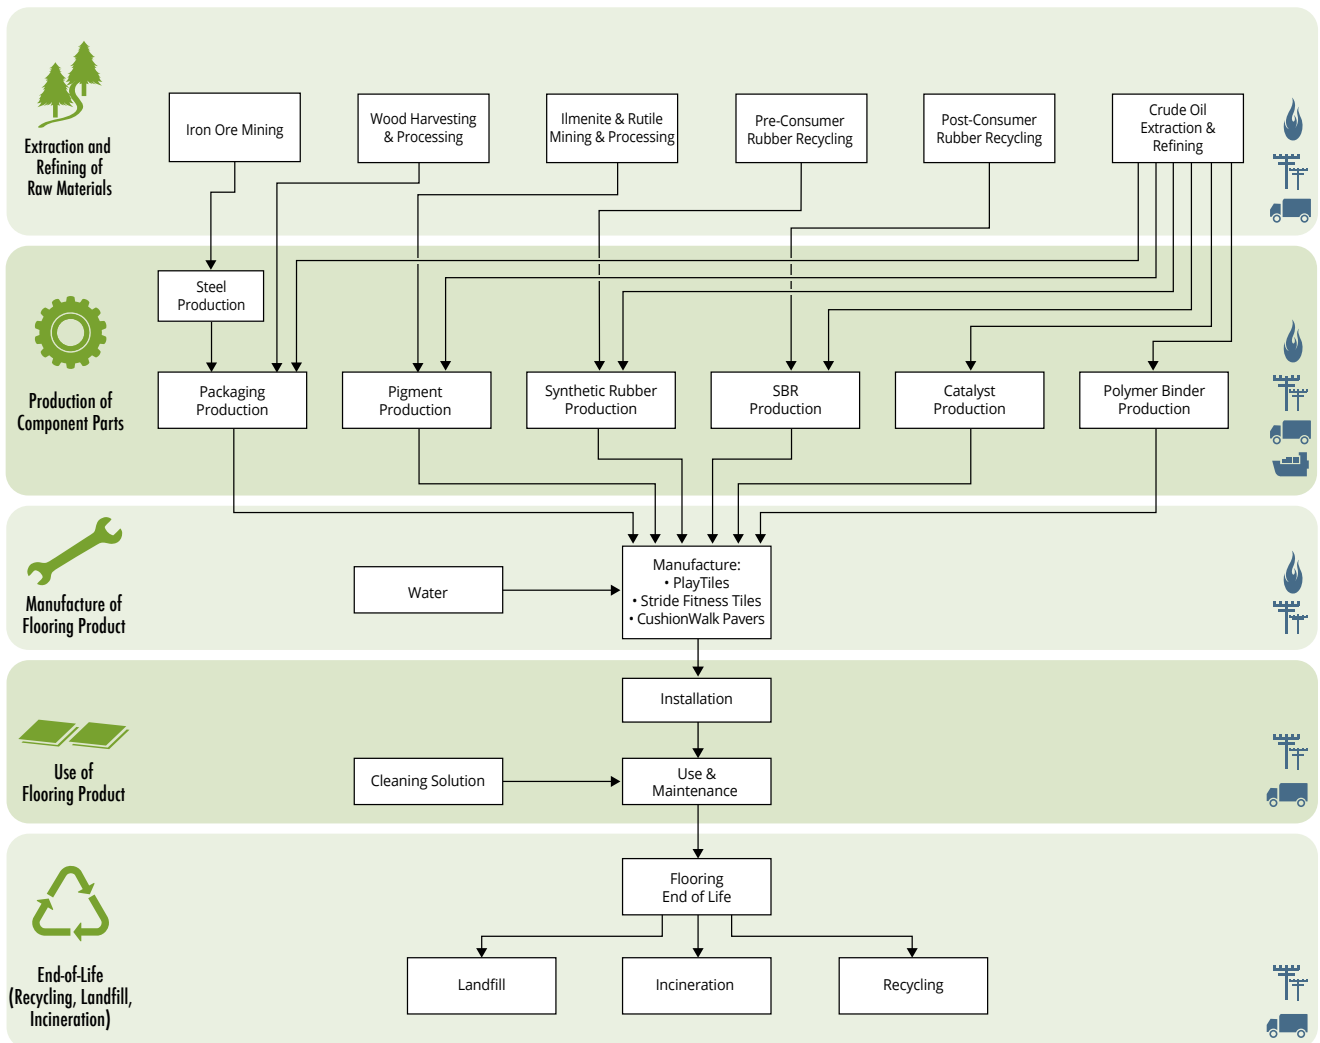 Extraction and
Refining of
Raw Materials
Iron Ore Mining
Wood Harvesting
& Processing
Ilmenite & Rutile
Mining & Processing
Pre-Consumer
Rubber Recycling
Post-Consumer
Rubber Recycling
Crude Oil
Extraction &
Refining
Production of
Component Parts
Steel
Production
Packaging
Production
Pigment
Production
Synthetic Rubber
Production
SBR
Production
Catalyst
Production
Polymer Binder
Production
Manufacture of
Flooring Product
Water
Manufacture:
• PlayTiles
• Stride Fitness Tiles
• CushionWalk Pavers
Use of
Flooring Product
Installation
Cleaning Solution
Use &
Maintenance
End-of-Life
(Recycling, Landfill,
Incineration)
Flooring
End of Life
Landfill
Incineration
Recycling